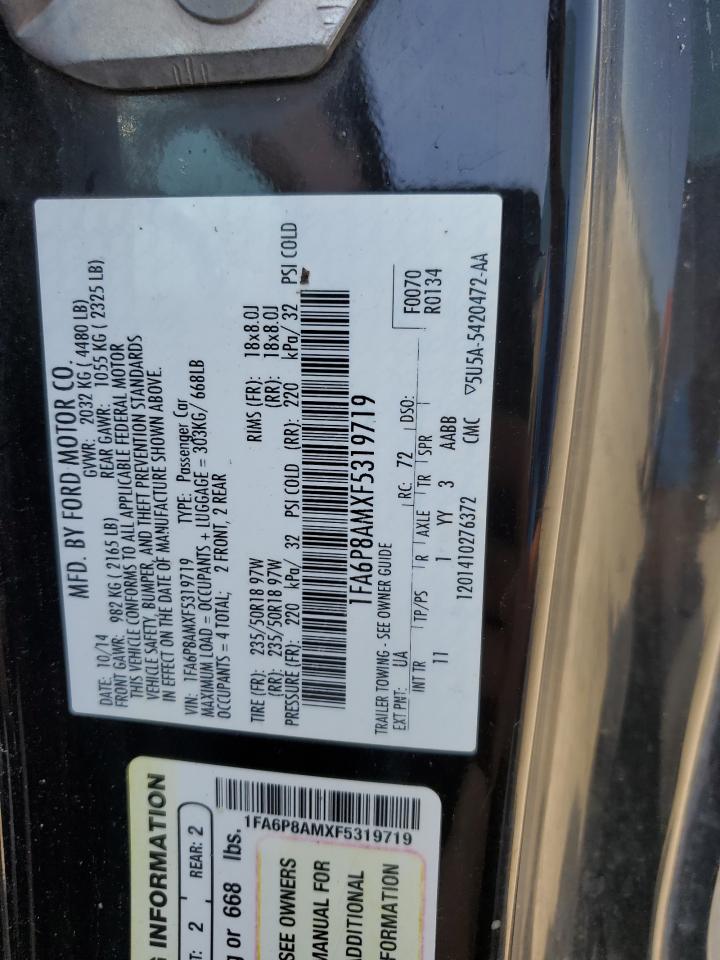 MFD. BY FORD MOTOR CO.
DATE: 10/14 GVWR: 2032 KG ( 4480 LB)
FRONT GAWR: 982 KG ( 2165 LB) REAR GAWR: 1055 KG ( 2325 LB)
THIS VEHICLE CONFORMS TO ALL APPLICABLE FEDERAL MOTOR
VEHICLE SAFETY, BUMPER, AND THEFT PREVENTION STANDARDS
IN EFFECT ON THE DATE OF MANUFACTURE SHOWN ABOVE.
VIN: 1FA6P8AMXF5319719 TYPE: Passenger Car
MAXIMUM LOAD = OCCUPANTS + LUGGAGE = 303KG/ 668LB
OCCUPANTS = 4 TOTAL; 2 FRONT, 2 REAR
TIRE (FR): 235/50R18 97W RIMS (FR): 18x8.0J
(RR): 235/50R18 97W (RR): 18x8.0J
PRESSURE (FR): 220 kPa/ 32 PSI COLD (RR): 220 kPa/ 32 PSI COLD
1FA6P8AMXF5319719
TRAILER TOWING - SEE OWNER GUIDE
F0070
EXT PNT: UA RC: 72 DSO: R0134
INT TR TP/PS R AXLE TR SPR
11 1 YY 3 AABB
1201410276372 CMC ▽5U5A-5420472-AA
INFORMATION
T: 2 REAR: 2
g or 668 lbs.
1FA6P8AMXF5319719
SEE OWNERS
MANUAL FOR
ADDITIONAL
INFORMATION